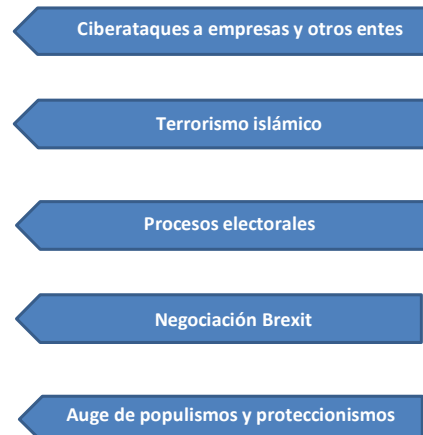 Ciberataques a empresas y otros entes
Terrorismo islámico
Procesos electorales
Negociación Brexit
Auge de populismos y proteccionismos